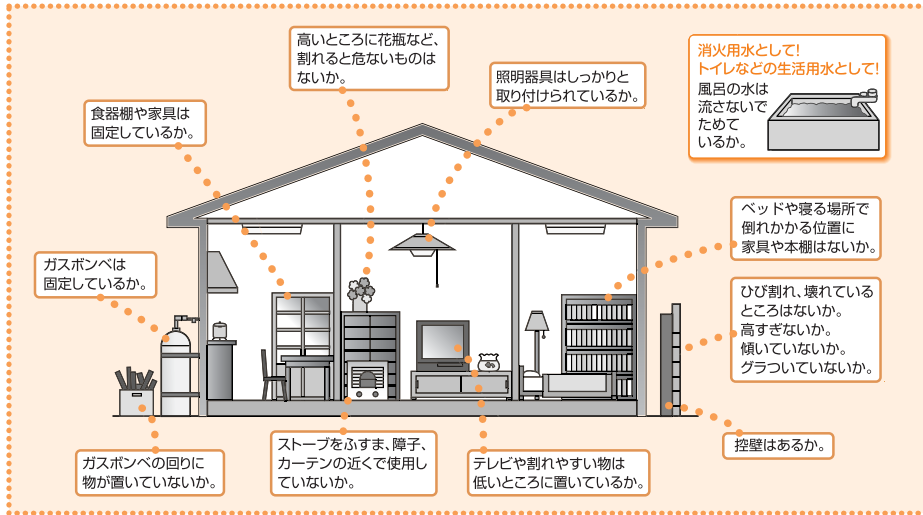 高いところに花瓶など、
割れると危ないものは
ないか。
照明器具はしっかりと
取り付けられているか。
消火用水として!
トイレなどの生活用水として!
風呂の水は
流さないで
ためて
いるか。
食器棚や家具は
固定しているか。
ベッドや寝る場所で
倒れかかる位置に
家具や本棚はないか。
ガスボンベは
固定しているか。
ひび割れ、壊れている
ところはないか。
高すぎないか。
傾いていないか。
グラついていないか。
ガスボンベの回りに
物が置いていないか。
ストーブをふすま、障子、
カーテンの近くで使用し
ていないか。
テレビや割れやすい物は
低いところに置いているか。
控壁はあるか。